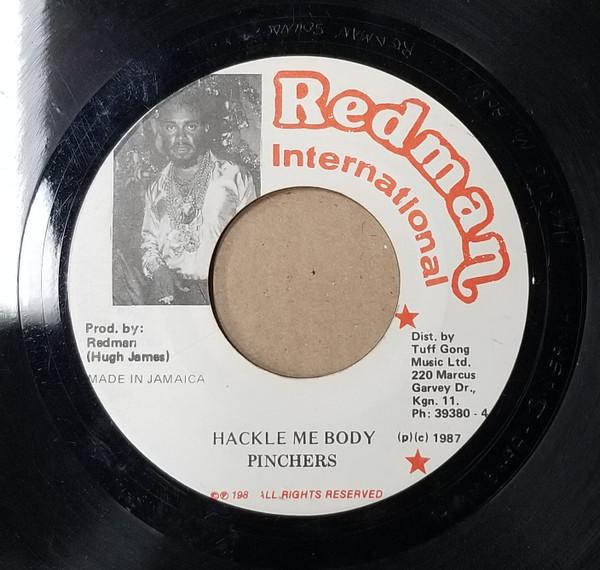 Redman
International
Prod. by:
Redman
(Hugh James)
MADE IN JAMAICA
Dist. by
Tuff Gong
Music Ltd.
220 Marcus
Garvey Dr.,
Kgn. 11.
Ph: 39380 - 4
HACKLE ME BODY
(p)(c) 1987
PINCHERS
©℗ 198 ALL RIGHTS RESERVED